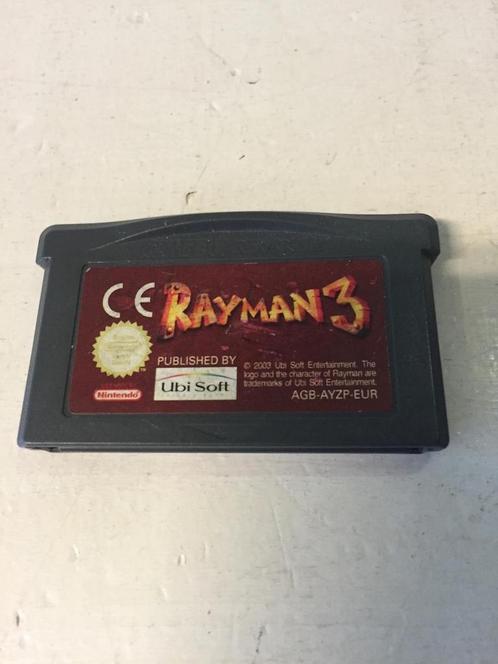 CE RAYMAN 3
PUBLISHED BY
Ubi Soft
Nintendo
© 2003 Ubi Soft Entertainment. The
logo and the character of Rayman are
trademarks of Ubi Soft Entertainment.
AGB-AYZP-EUR